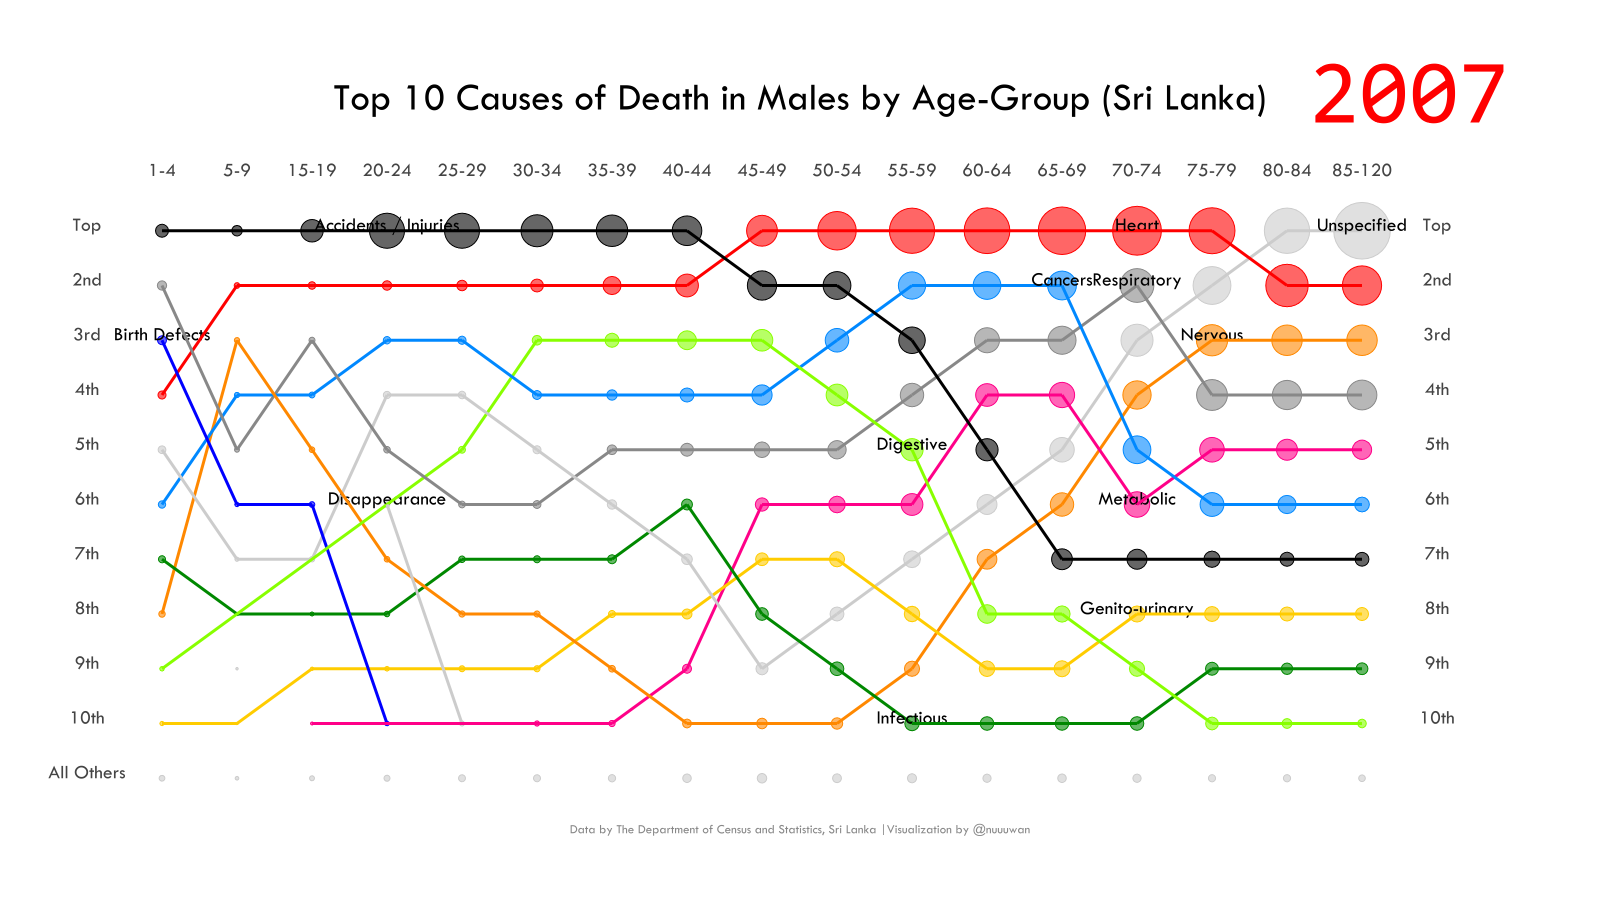 Top 10 Causes of Death in Males by Age-Group (Sri Lanka) 2007
1-4 5-9 15-19 20-24 25-29 30-34 35-39 40-44 45-49 50-54 55-59 60-64 65-69 70-74 75-79 80-84 85-120
Top Accidents / Injuries Heart Unspecified Top
2nd Cancers Respiratory 2nd
3rd Birth Defects Nervous 3rd
4th 4th
5th Digestive 5th
6th Disappearance Metabolic 6th
7th 7th
8th Genito-urinary 8th
9th 9th
10th Infectious 10th
All Others
Data by The Department of Census and Statistics, Sri Lanka | Visualization by @nuuuwan